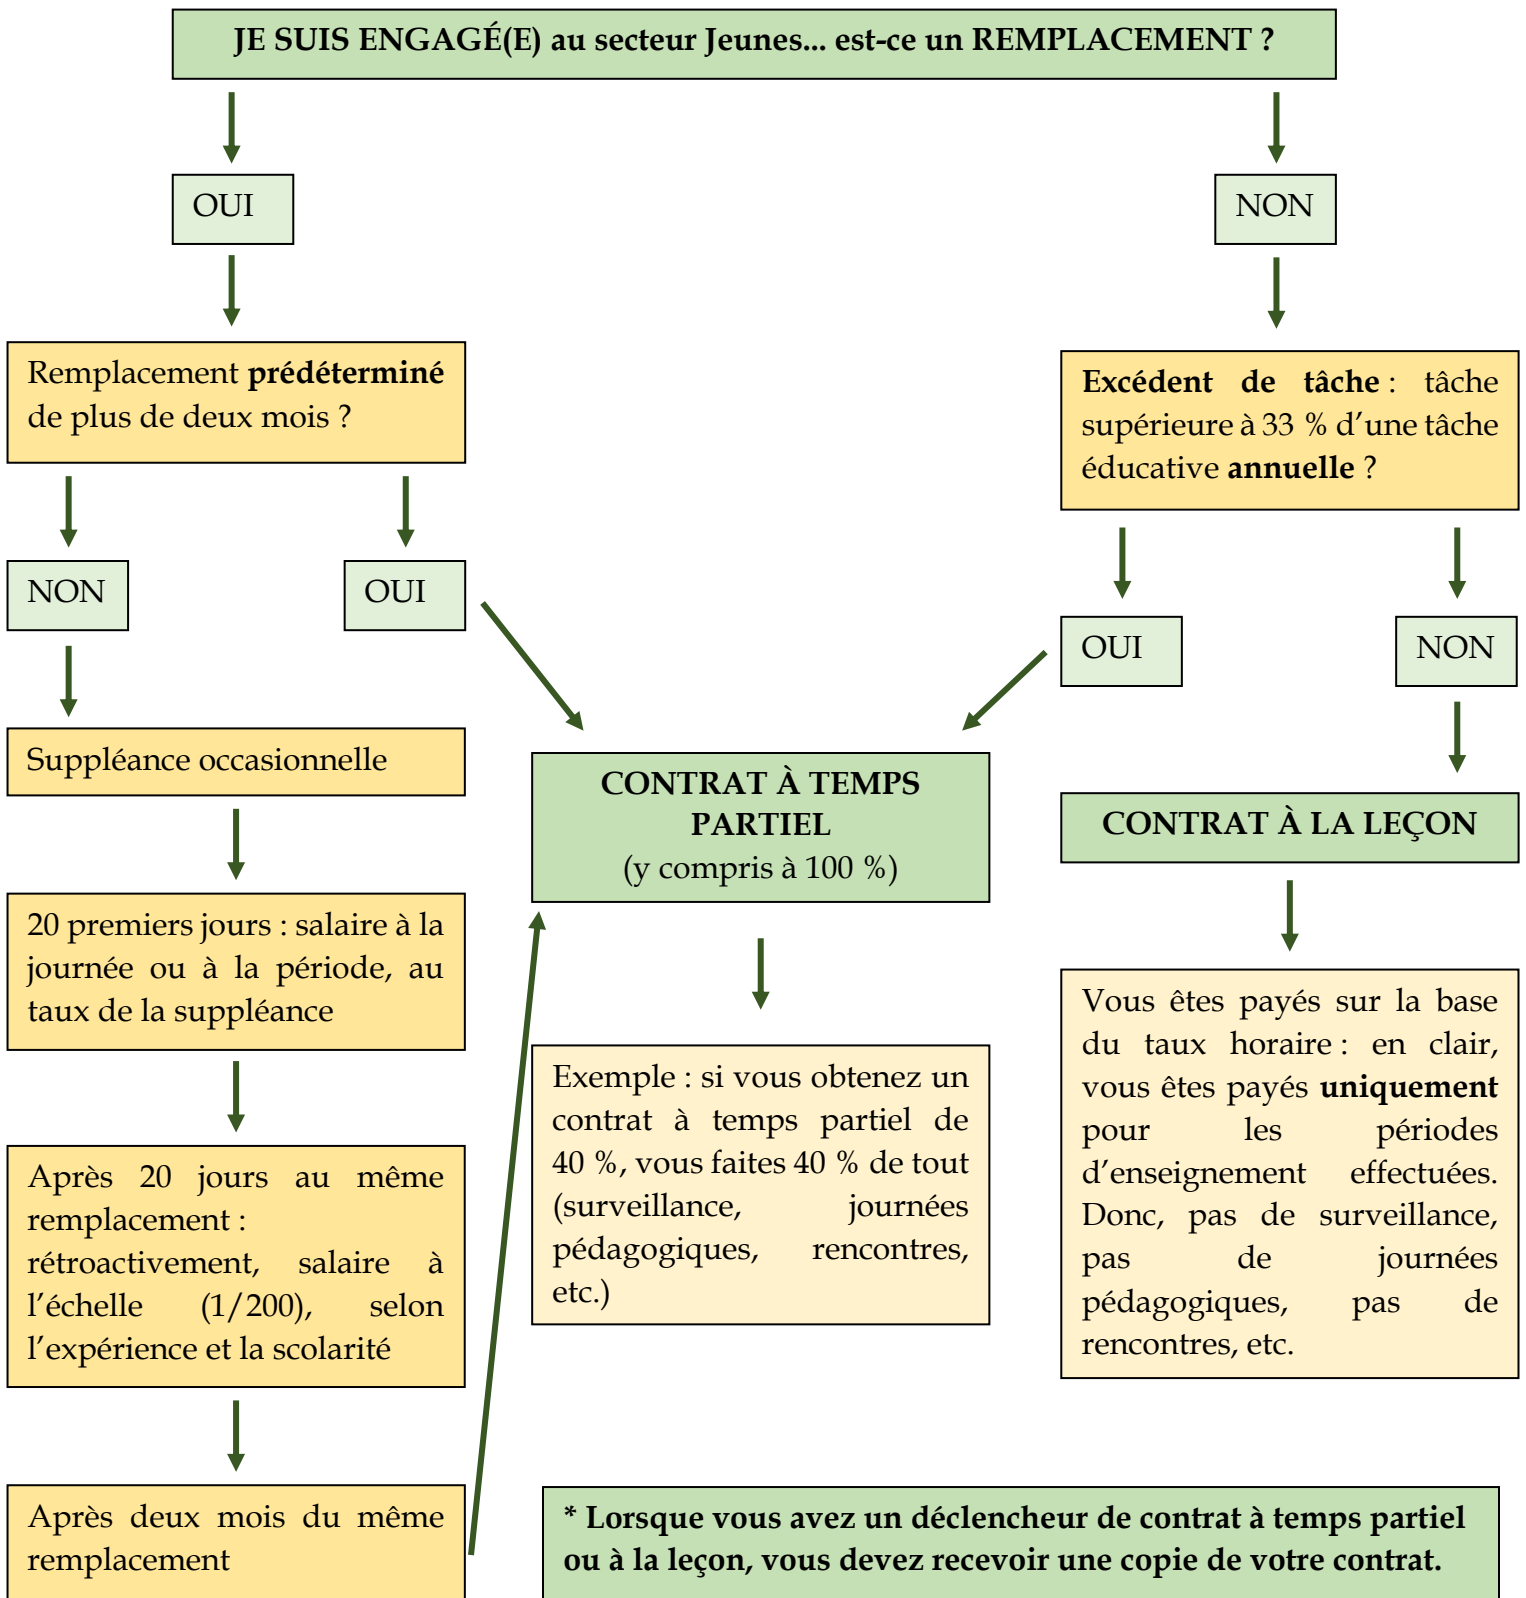 JE SUIS ENGAGÉ(E) au secteur Jeunes... est-ce un REMPLACEMENT ?
OUI
NON
Remplacement prédéterminé
de plus de deux mois ?
Excédent de tâche : tâche
supérieure à 33 % d’une tâche
éducative annuelle ?
NON
OUI
OUI
NON
Suppléance occasionnelle
CONTRAT À TEMPS
PARTIEL
(y compris à 100 %)
CONTRAT À LA LEÇON
20 premiers jours : salaire à la
journée ou à la période, au
taux de la suppléance
Exemple : si vous obtenez un
contrat à temps partiel de
40 %, vous faites 40 % de tout
(surveillance, journées
pédagogiques, rencontres,
etc.)
Vous êtes payés sur la base
du taux horaire : en clair,
vous êtes payés uniquement
pour les périodes
d’enseignement effectuées.
Donc, pas de surveillance,
pas de journées
pédagogiques, pas de
rencontres, etc.
Après 20 jours au même
remplacement :
rétroactivement, salaire à
l’échelle (1/200), selon
l’expérience et la scolarité
Après deux mois du même
remplacement
* Lorsque vous avez un déclencheur de contrat à temps partiel
ou à la leçon, vous devez recevoir une copie de votre contrat.